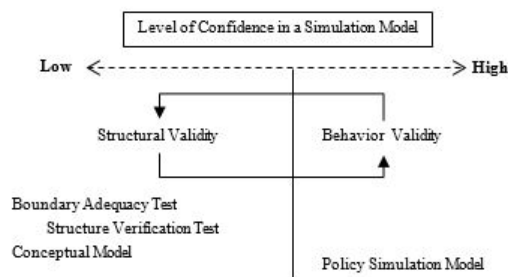 Level of Confidence in a Simulation Model
Low High
Structural Validity Behavior Validity
Boundary Adequacy Test
Structure Verification Test
Conceptual Model
Policy Simulation Model